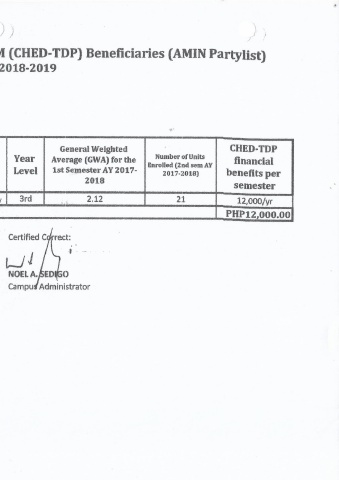 M (CHED-TDP) Beneficiaries (AMIN Partylist)
2018-2019
Year Level
General Weighted Average (GWA) for the 1st Semester AY 2017-2018
Number of Units Enrolled (2nd sem AY 2017-2018)
CHED-TDP financial benefits per semester
3rd 2.12 21 12,000/yr
PHP12,000.00
Certified Correct:
NOEL A. SEDIGO
Campus Administrator